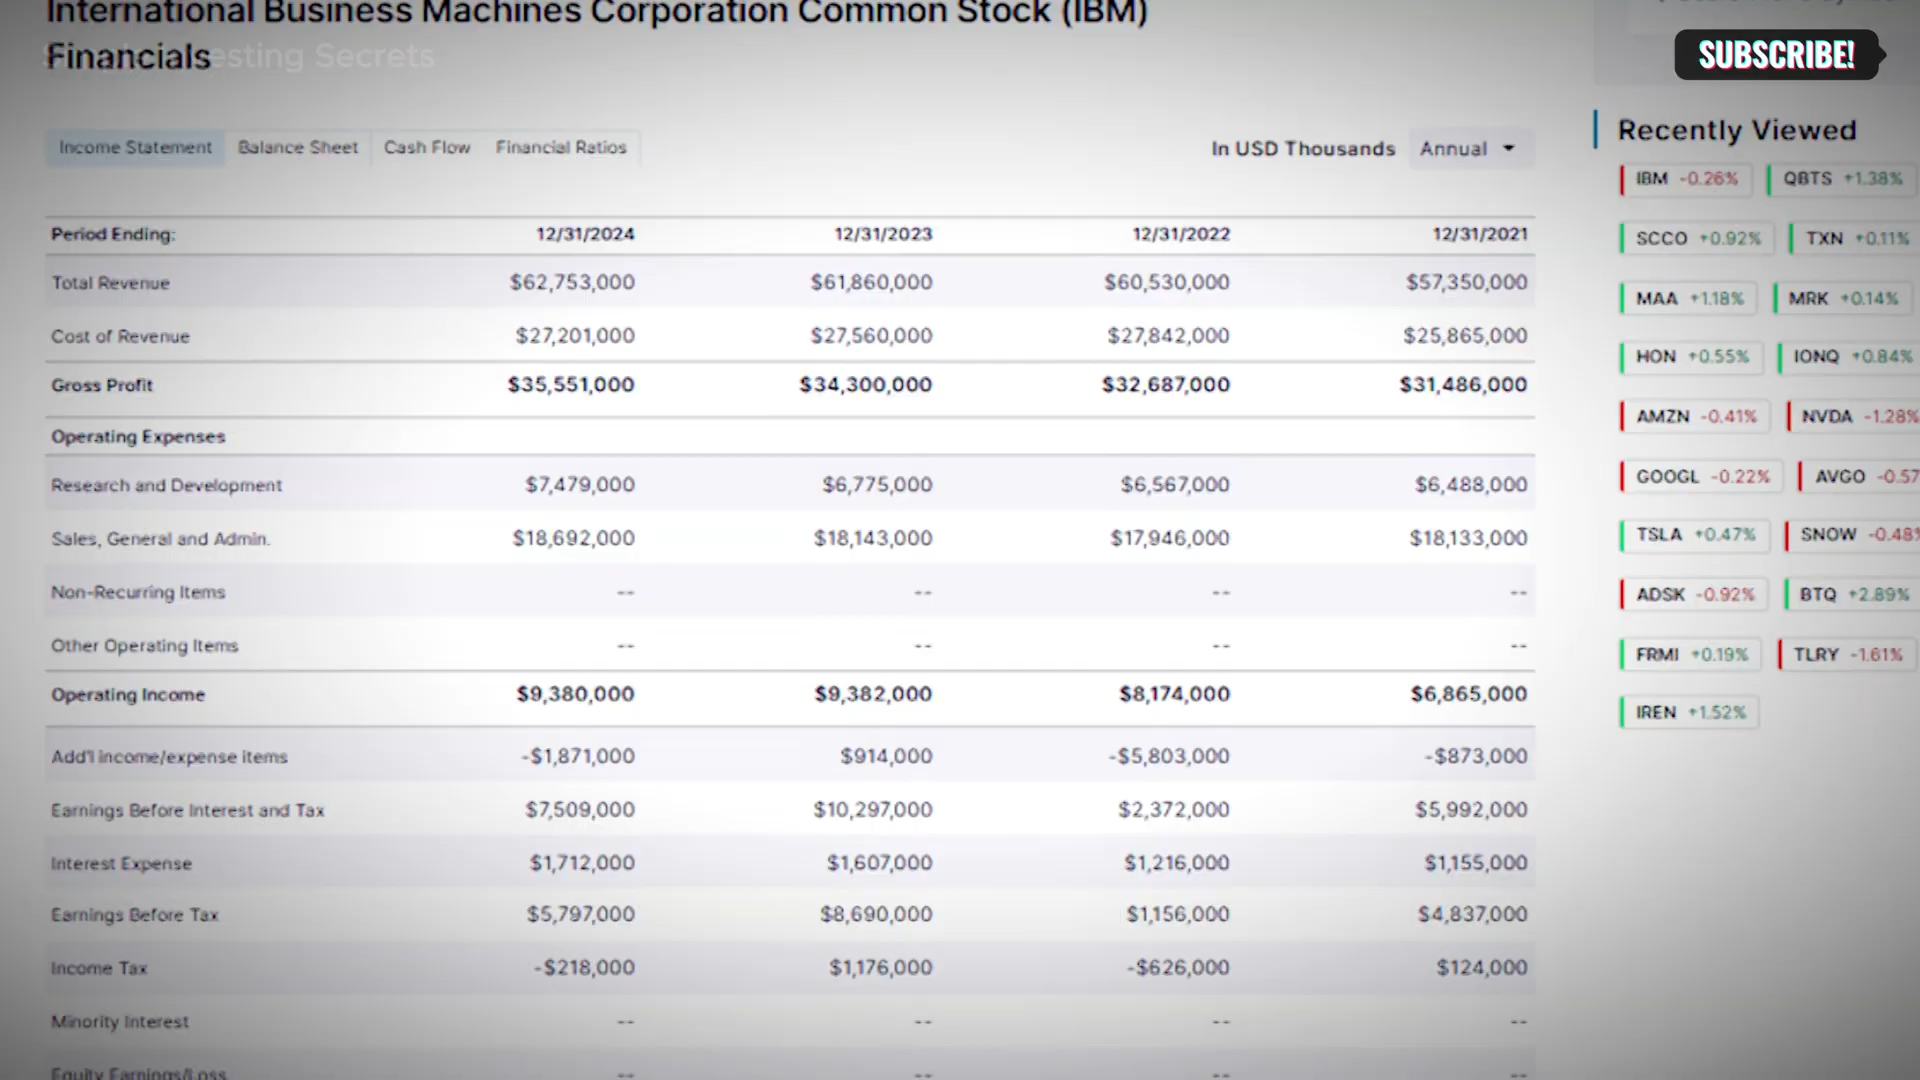 International Business Machines Corporation Common Stock (IBM)
Financials
esting Secrets
SUBSCRIBE!
Income Statement Balance Sheet Cash Flow Financial Ratios
In USD Thousands Annual
Period Ending: 12/31/2024 12/31/2023 12/31/2022 12/31/2021
Total Revenue $62,753,000 $61,860,000 $60,530,000 $57,350,000
Cost of Revenue $27,201,000 $27,560,000 $27,842,000 $25,865,000
Gross Profit $35,551,000 $34,300,000 $32,687,000 $31,486,000
Operating Expenses
Research and Development $7,479,000 $6,775,000 $6,567,000 $6,488,000
Sales, General and Admin. $18,692,000 $18,143,000 $17,946,000 $18,133,000
Non-Recurring Items -- -- -- --
Other Operating Items -- -- -- --
Operating Income $9,380,000 $9,382,000 $8,174,000 $6,865,000
Add'l income/expense items -$1,871,000 $914,000 -$5,803,000 -$873,000
Earnings Before Interest and Tax $7,509,000 $10,297,000 $2,372,000 $5,992,000
Interest Expense $1,712,000 $1,607,000 $1,216,000 $1,155,000
Earnings Before Tax $5,797,000 $8,690,000 $1,156,000 $4,837,000
Income Tax -$218,000 $1,176,000 -$626,000 $124,000
Minority Interest -- -- -- --
Equity Earnings/Loss -- -- -- --
Recently Viewed
IBM -0.26% QBTS +1.38%
SCCO +0.92% TXN +0.11%
MAA +1.18% MRK +0.14%
HON +0.55% IONQ +0.84%
AMZN -0.41% NVDA -1.28%
GOOGL -0.22% AVGO -0.57
TSLA +0.47% SNOW -0.48%
ADSK -0.92% BTQ +2.89%
FRMI +0.19% TLRY -1.61%
IREN +1.52%